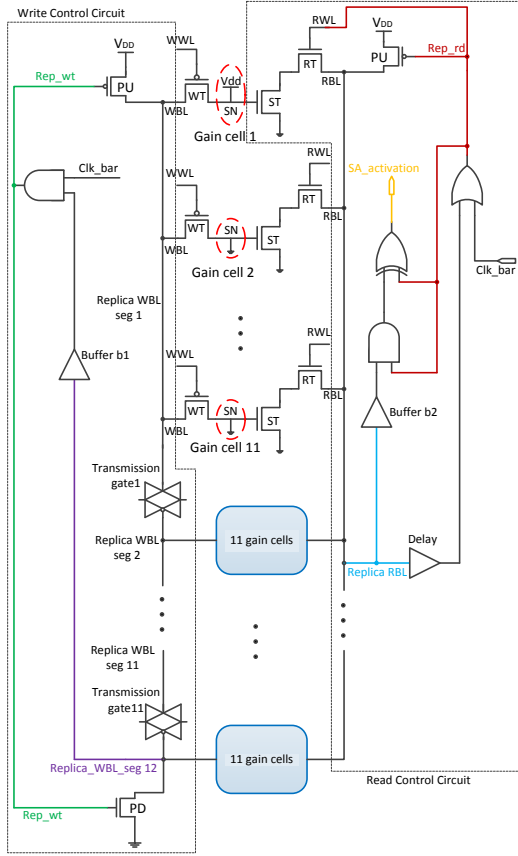 Write Control Circuit
VDD
Rep_wt
PU
WWL
WT
WBL
Vdd
SN
ST
Gain cell 1
RWL
RT
RBL
VDD
PU
Rep_rd
Clk_bar
WWL
WT
WBL
SN
ST
Gain cell 2
RWL
RT
RBL
SA_activation
Clk_bar
Replica WBL
seg 1
Buffer b1
WWL
WT
WBL
SN
ST
Gain cell 11
RWL
RT
RBL
Buffer b2
Transmission
gate1
Replica WBL
seg 2
11 gain cells
Delay
Replica RBL
Replica WBL
seg 11
Transmission
gate11
Replica_WBL_seg 12
11 gain cells
Read Control Circuit
Rep_wt
PD